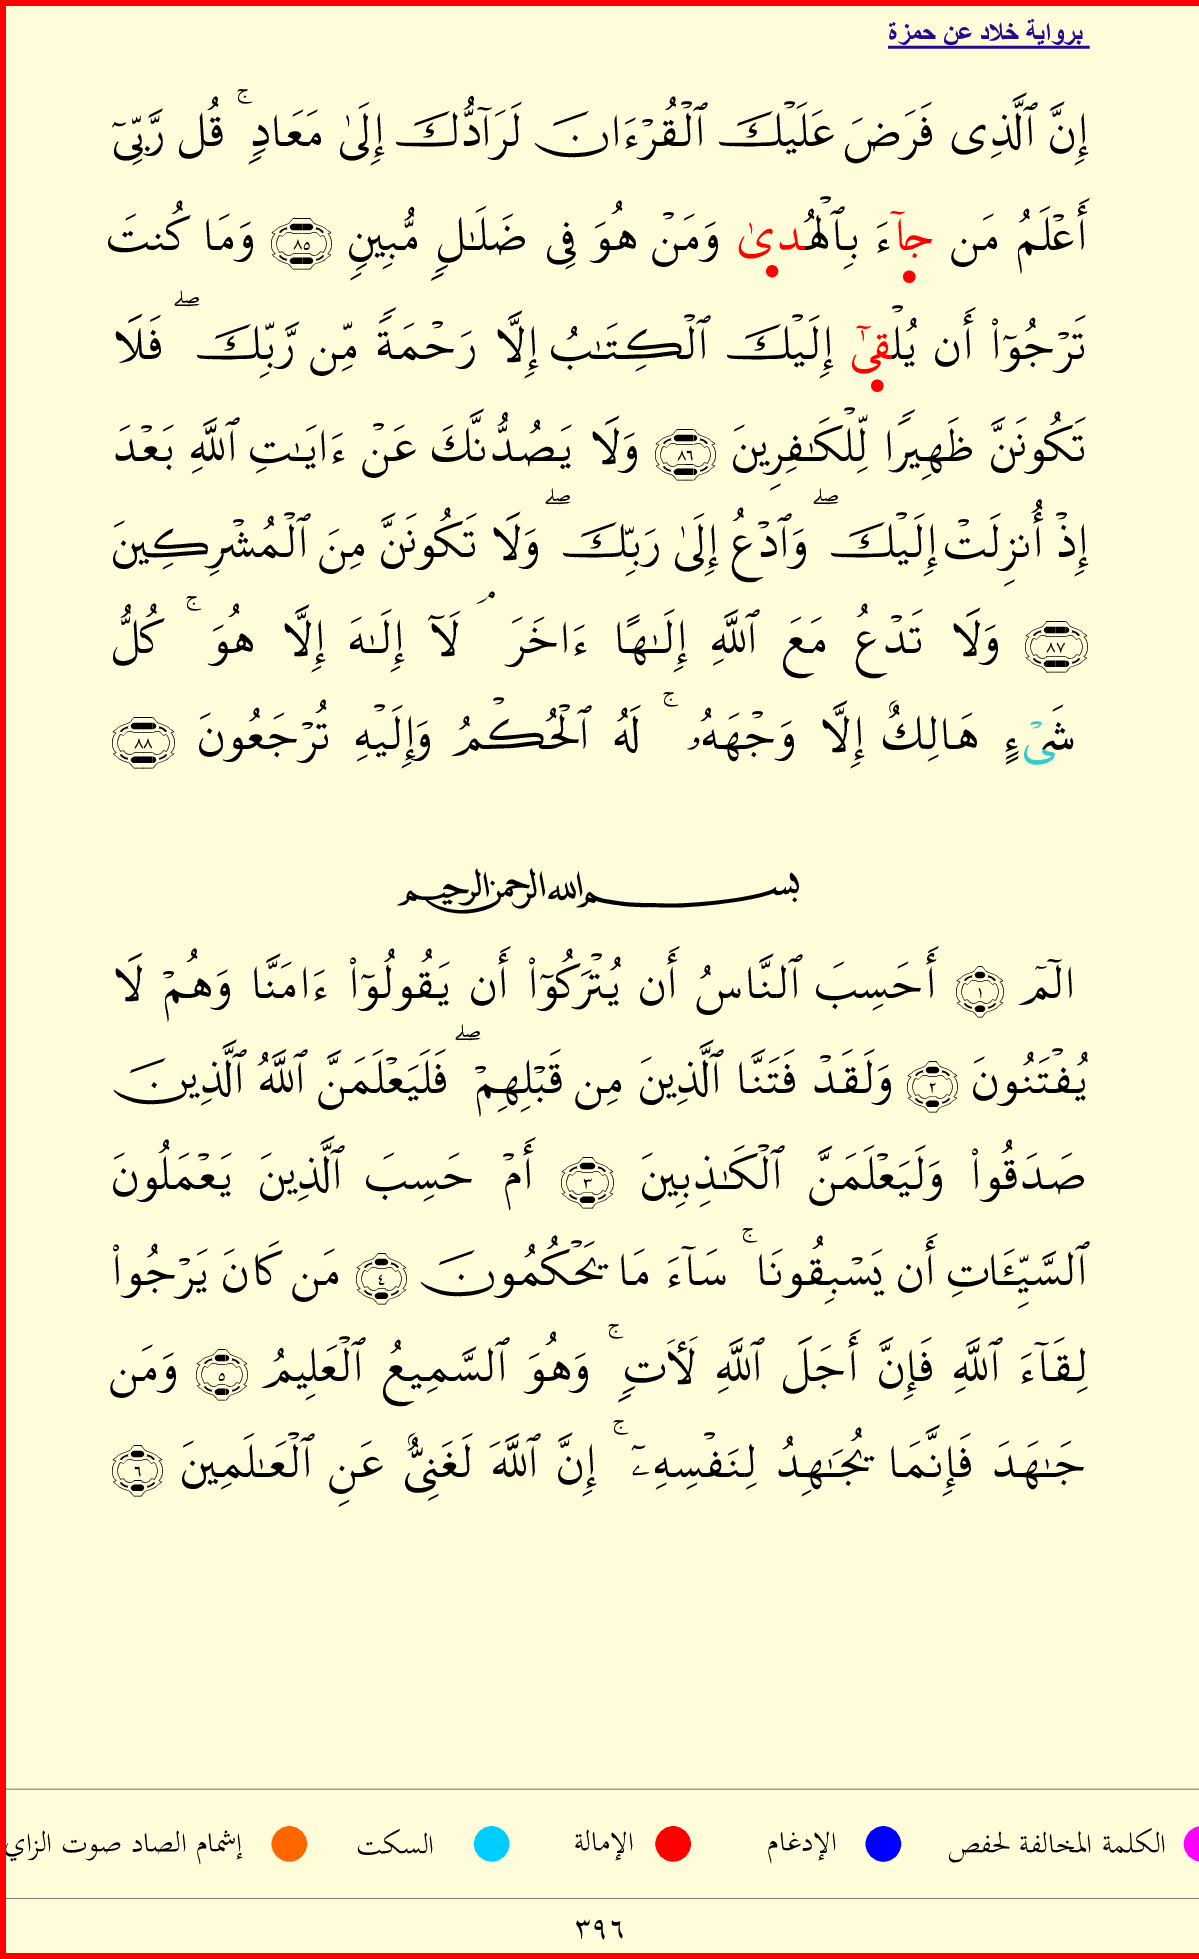 برواية خلاد عن حمزة
إِنَّ ٱلَّذِى فَرَضَ عَلَيْكَ ٱلْقُرْءَانَ لَرَآدُّكَ إِلَىٰ مَعَادٍ ۚ قُل رَّبِّىٓ
أَعْلَمُ مَن جَآءَ بِٱلْهُدىٰ وَمَنْ هُوَ فِى ضَلَـٰلٍ مُّبِينٍ ٨٥ وَمَا كُنتَ
تَرْجُوٓا۟ أَن يُلْقىٰٓ إِلَيْكَ ٱلْكِتَـٰبُ إِلَّا رَحْمَةً مِّن رَّبِّكَ ۖ فَلَا
تَكُونَنَّ ظَهِيرًا لِّلْكَـٰفِرِينَ ٨٦ وَلَا يَصُدُّنَّكَ عَنْ ءَايَـٰتِ ٱللَّهِ بَعْدَ
إِذْ أُنزِلَتْ إِلَيْكَ ۖ وَٱدْعُ إِلَىٰ رَبِّكَ ۖ وَلَا تَكُونَنَّ مِنَ ٱلْمُشْرِكِينَ
٨٧ وَلَا تَدْعُ مَعَ ٱللَّهِ إِلَـٰهًا ءَاخَرَ ۘ لَآ إِلَـٰهَ إِلَّا هُوَ ۚ كُلُّ
شَىْءٍ هَالِكٌ إِلَّا وَجْهَهُۥ ۚ لَهُ ٱلْحُكْمُ وَإِلَيْهِ تُرْجَعُونَ ٨٨
بسم الله الرحمن الرحيم
الٓمٓ ١ أَحَسِبَ ٱلنَّاسُ أَن يُتْرَكُوٓا۟ أَن يَقُولُوٓا۟ ءَامَنَّا وَهُمْ لَا
يُفْتَنُونَ ٢ وَلَقَدْ فَتَنَّا ٱلَّذِينَ مِن قَبْلِهِمْ ۖ فَلَيَعْلَمَنَّ ٱللَّهُ ٱلَّذِينَ
صَدَقُوا۟ وَلَيَعْلَمَنَّ ٱلْكَـٰذِبِينَ ٣ أَمْ حَسِبَ ٱلَّذِينَ يَعْمَلُونَ
ٱلسَّيِّـَٔاتِ أَن يَسْبِقُونَا ۚ سَآءَ مَا يَحْكُمُونَ ٤ مَن كَانَ يَرْجُوا۟
لِقَآءَ ٱللَّهِ فَإِنَّ أَجَلَ ٱللَّهِ لَـَٔاتٍ ۚ وَهُوَ ٱلسَّمِيعُ ٱلْعَلِيمُ ٥ وَمَن
جَـٰهَدَ فَإِنَّمَا يُجَـٰهِدُ لِنَفْسِهِۦٓ ۚ إِنَّ ٱللَّهَ لَغَنِىٌّ عَنِ ٱلْعَـٰلَمِينَ ٦
الكلمة المخالفة لحفص الإدغام الإمالة السكت إشمام الصاد صوت الزاي
٣٩٦